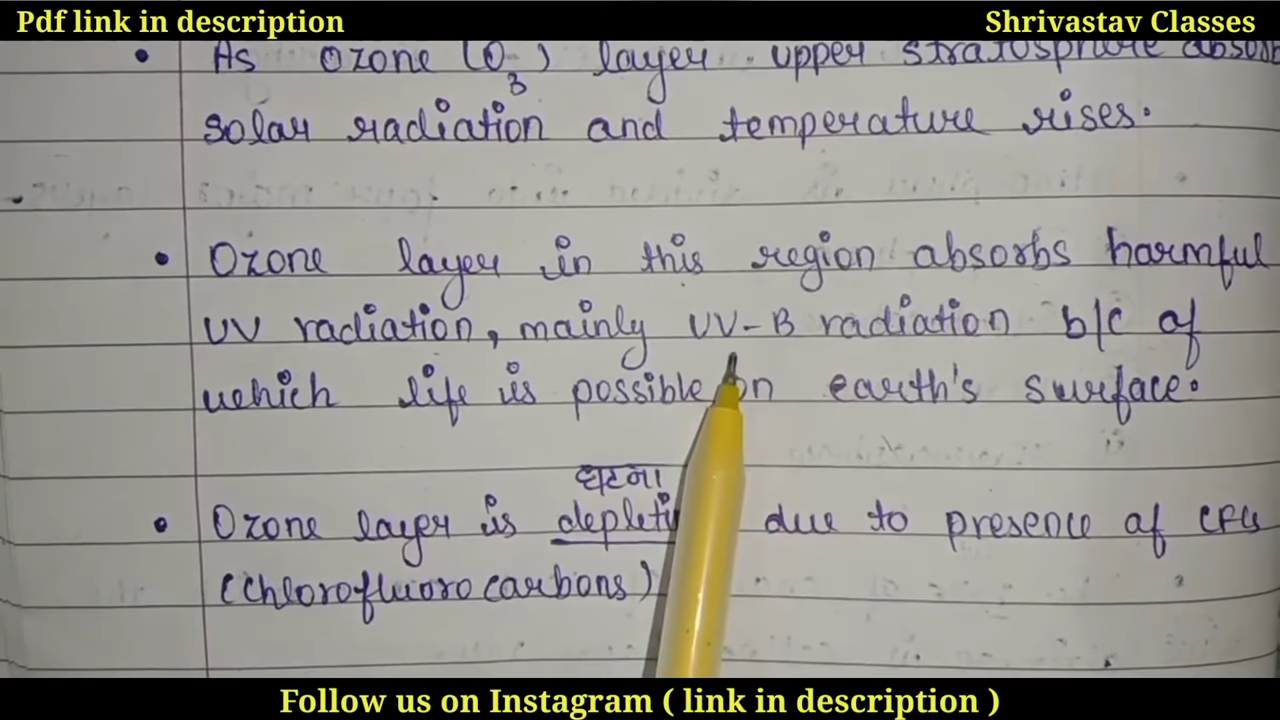 Pdf link in description
Shrivastav Classes
• As Ozone (O3) layer upper stratosphere
solar radiation and temperature rises.
• Ozone layer in this region absorbs harmful
UV radiation, mainly UV-B radiation b/c of
which life is possible on earth's surface.
घटना
• Ozone layer is due to presence of CFCs
(Chlorofluoro carbons)
Follow us on Instagram ( link in description )